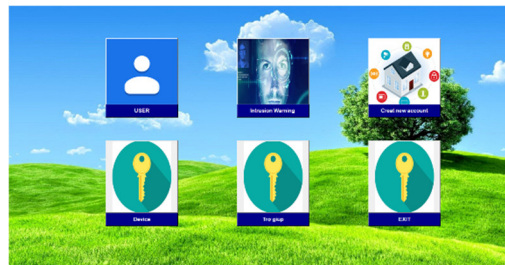 USER
Intrusion Warning
Creat new account
Device
Tro giup
EXIT